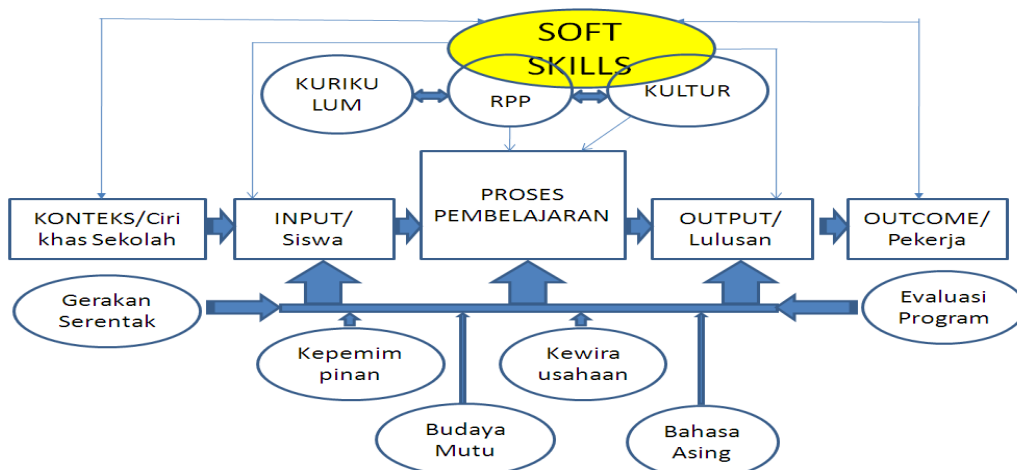 SOFT
SKILLS
KURIKU
LUM
RPP
KULTUR
KONTEKS/Ciri
khas Sekolah
INPUT/
Siswa
PROSES
PEMBELAJARAN
OUTPUT/
Lulusan
OUTCOME/
Pekerja
Gerakan
Serentak
Evaluasi
Program
Kepemim
pinan
Kewira
usahaan
Budaya
Mutu
Bahasa
Asing